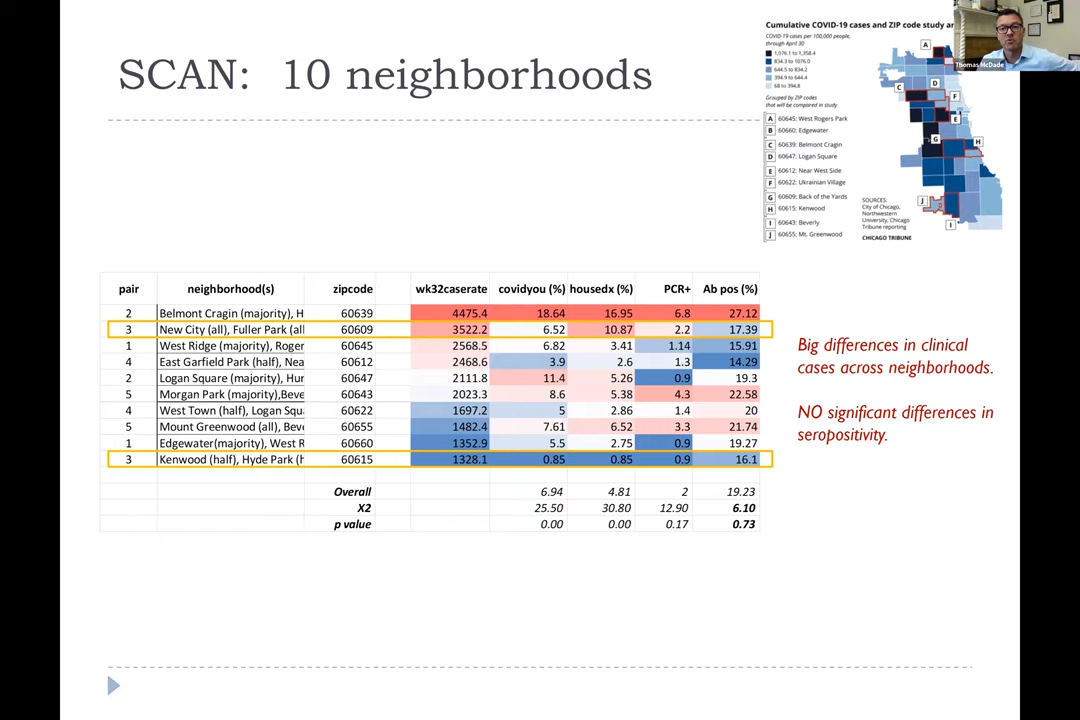 SCAN: 10 neighborhoods
Cumulative COVID-19 cases and ZIP code study
COVID-19 cases per 100,000 people,
through April 30
1,076.1 to 1,358.4
834.3 to 1076.0
644.5 to 834.2
394.9 to 644.4
68 to 394.8
Grouped by ZIP codes
that will be compared in study
A 60645: West Rogers Park
B 60660: Edgewater
C 60639: Belmont Cragin
D 60647: Logan Square
E 60612: Near West Side
F 60622: Ukrainian Village
G 60609: Back of the Yards
H 60615: Kenwood
I 60643: Beverly
J 60655: Mt. Greenwood
A
D
C
F
E
G
H
J
I
SOURCES:
City of Chicago,
Northwestern
University, Chicago
Tribune reporting
CHICAGO TRIBUNE
Thomas McDade
pair neighborhood(s) zipcode wk32caserate covidyou (%) housedx (%) PCR+ Ab pos (%)
2 Belmont Cragin (majority), H 60639 4475.4 18.64 16.95 6.8 27.12
3 New City (all), Fuller Park (all 60609 3522.2 6.52 10.87 2.2 17.39
1 West Ridge (majority), Roger 60645 2568.5 6.82 3.41 1.14 15.91
4 East Garfield Park (half), Nea 60612 2468.6 3.9 2.6 1.3 14.29
2 Logan Square (majority), Hur 60647 2111.8 11.4 5.26 0.9 19.3
5 Morgan Park (majority),Beve 60643 2023.3 8.6 5.38 4.3 22.58
4 West Town (half), Logan Squa 60622 1697.2 5 2.86 1.4 20
5 Mount Greenwood (all), Beve 60655 1482.4 7.61 6.52 3.3 21.74
1 Edgewater(majority), West R 60660 1352.9 5.5 2.75 0.9 19.27
3 Kenwood (half), Hyde Park (h 60615 1328.1 0.85 0.85 0.9 16.1
Overall 6.94 4.81 2 19.23
X2 25.50 30.80 12.90 6.10
p value 0.00 0.00 0.17 0.73
Big differences in clinical
cases across neighborhoods.
NO significant differences in
seropositivity.